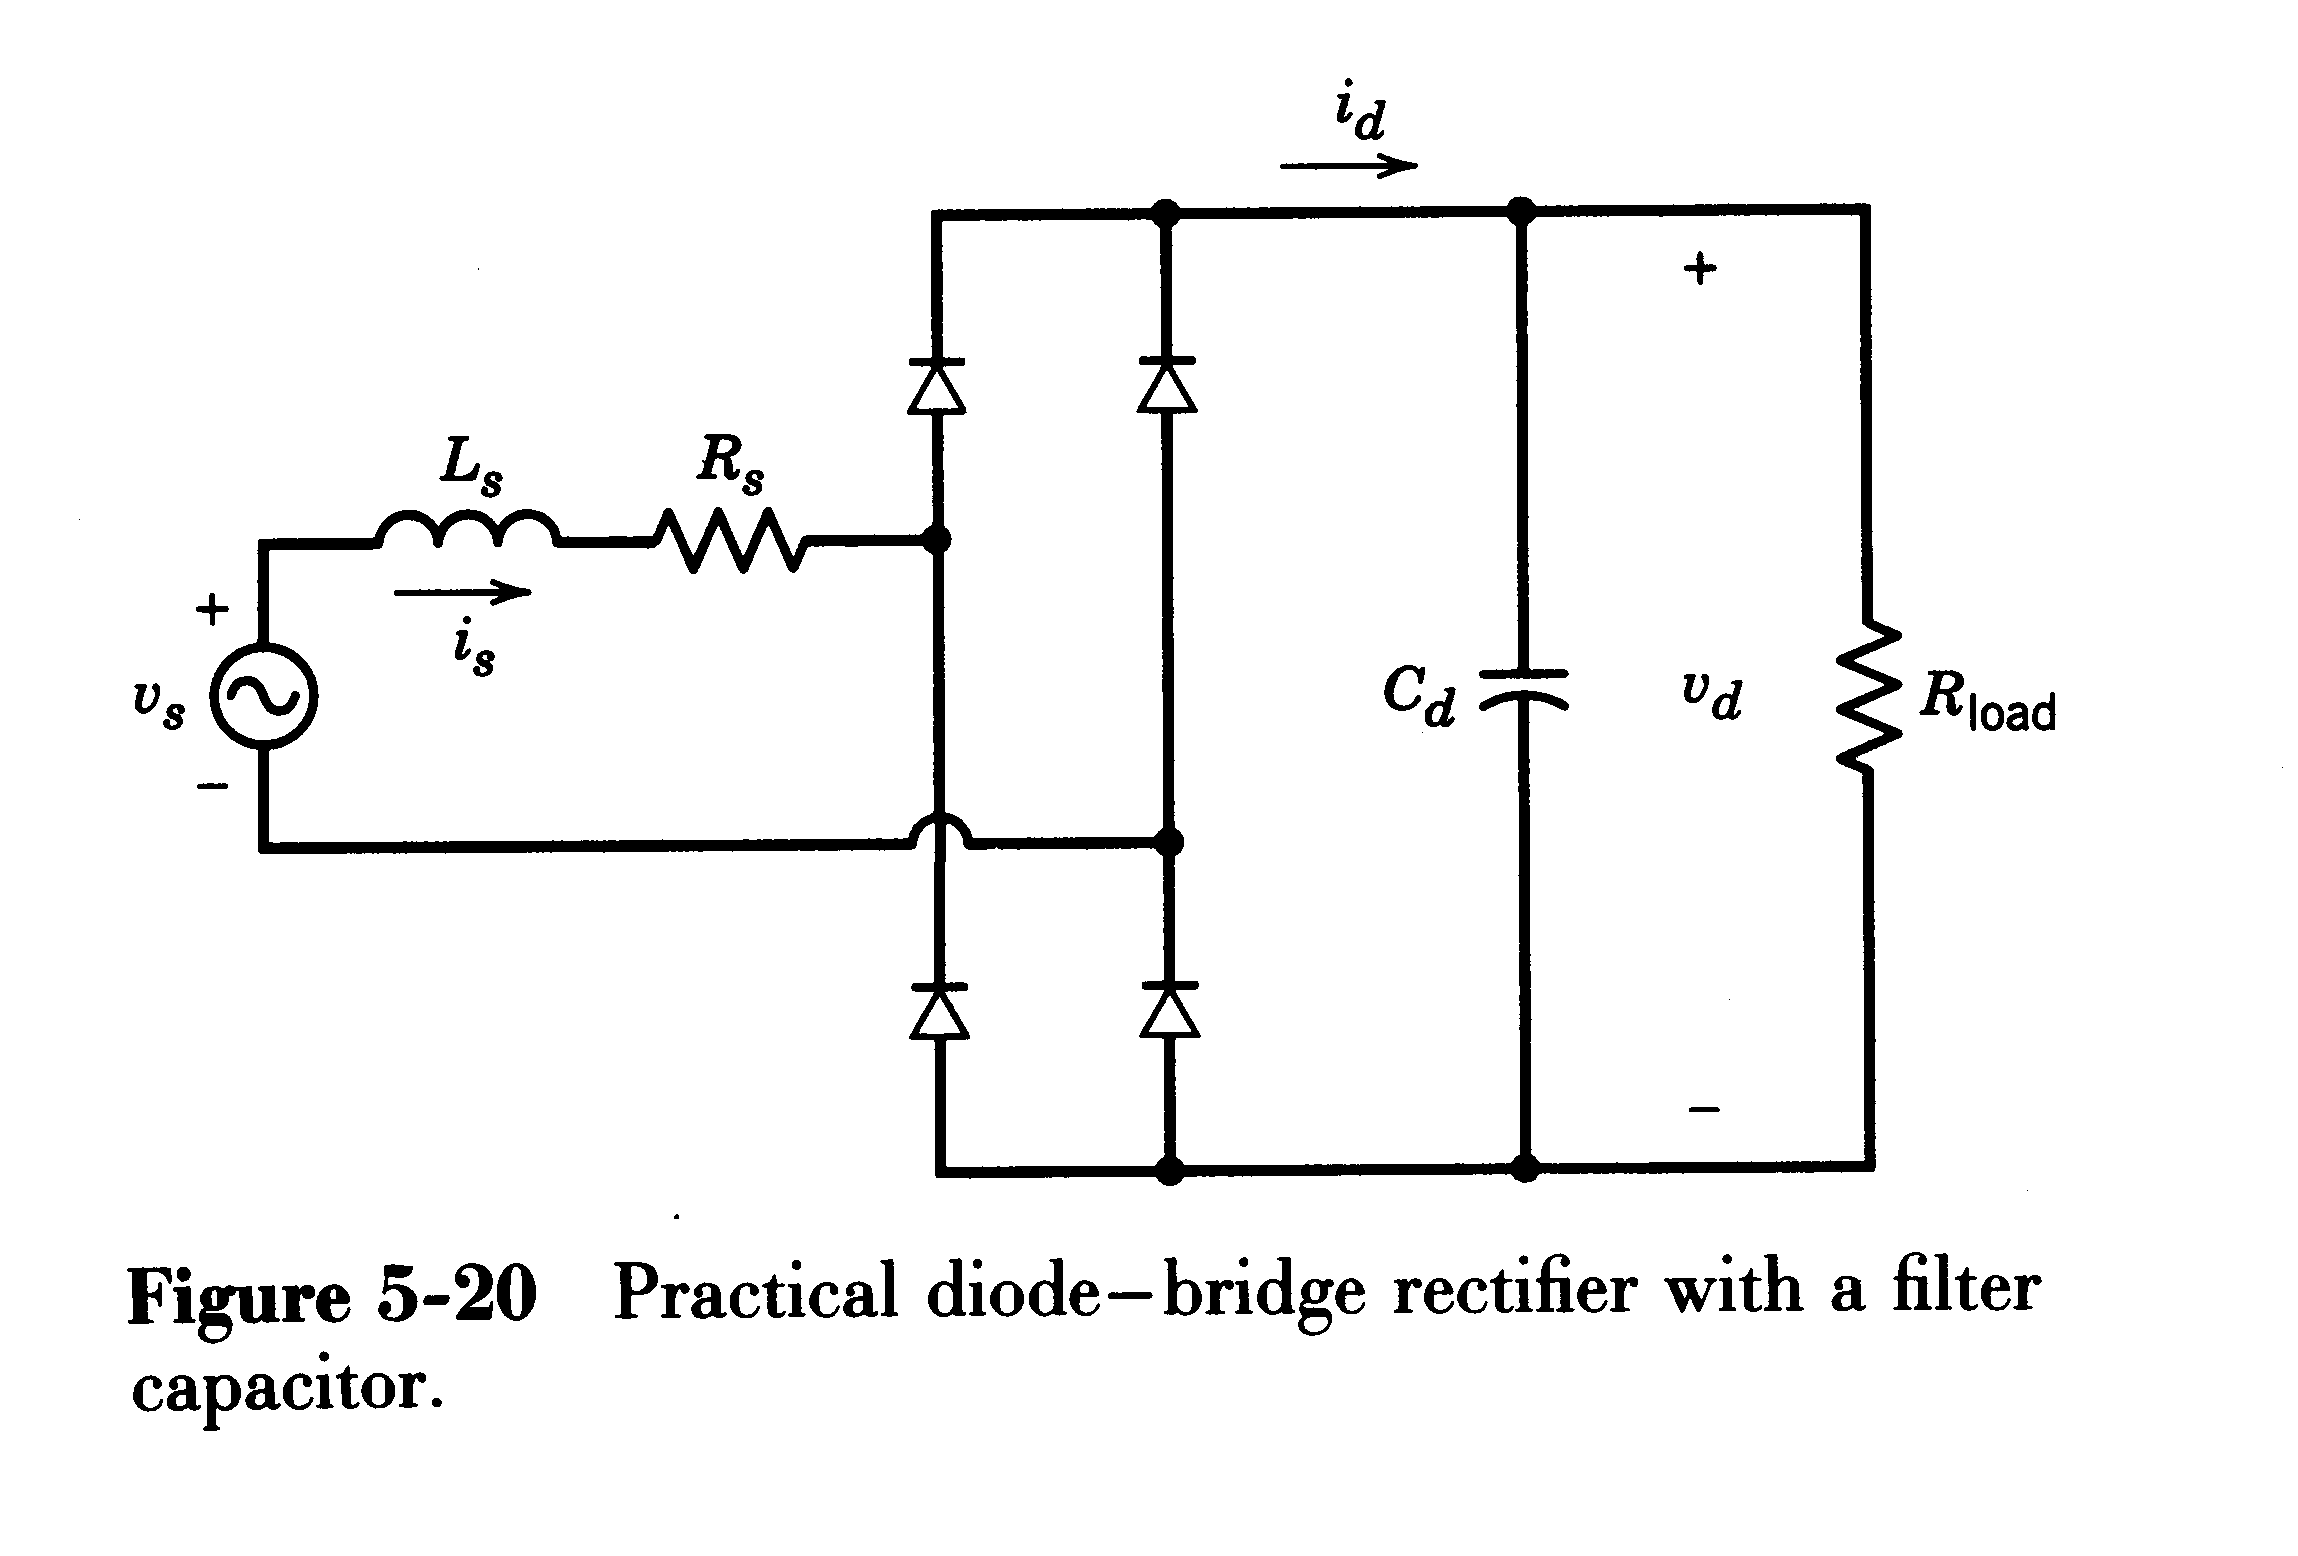 i_d
L_s
R_s
+
+
i_s
v_s
C_d
v_d
R_load
−
−
Figure 5-20 Practical diode–bridge rectifier with a filter
capacitor.